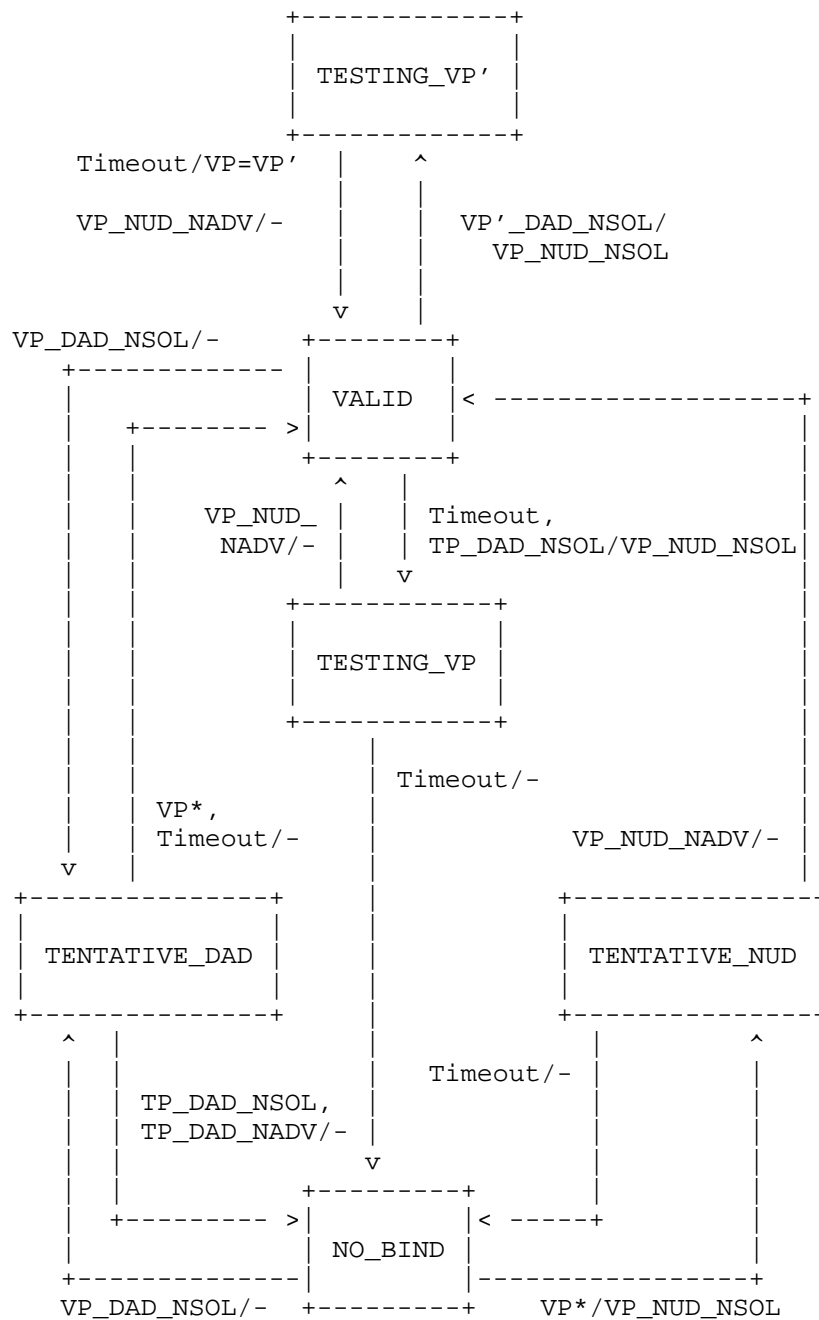 TESTING_VP'
Timeout/VP=VP'
VP_NUD_NADV/-
VP'_DAD_NSOL/
VP_NUD_NSOL
VP_DAD_NSOL/-
VALID
VP_NUD_
NADV/-
Timeout,
TP_DAD_NSOL/VP_NUD_NSOL
TESTING_VP
Timeout/-
VP*,
Timeout/-
VP_NUD_NADV/-
TENTATIVE_DAD
TENTATIVE_NUD
Timeout/-
TP_DAD_NSOL,
TP_DAD_NADV/-
NO_BIND
VP_DAD_NSOL/-
VP*/VP_NUD_NSOL